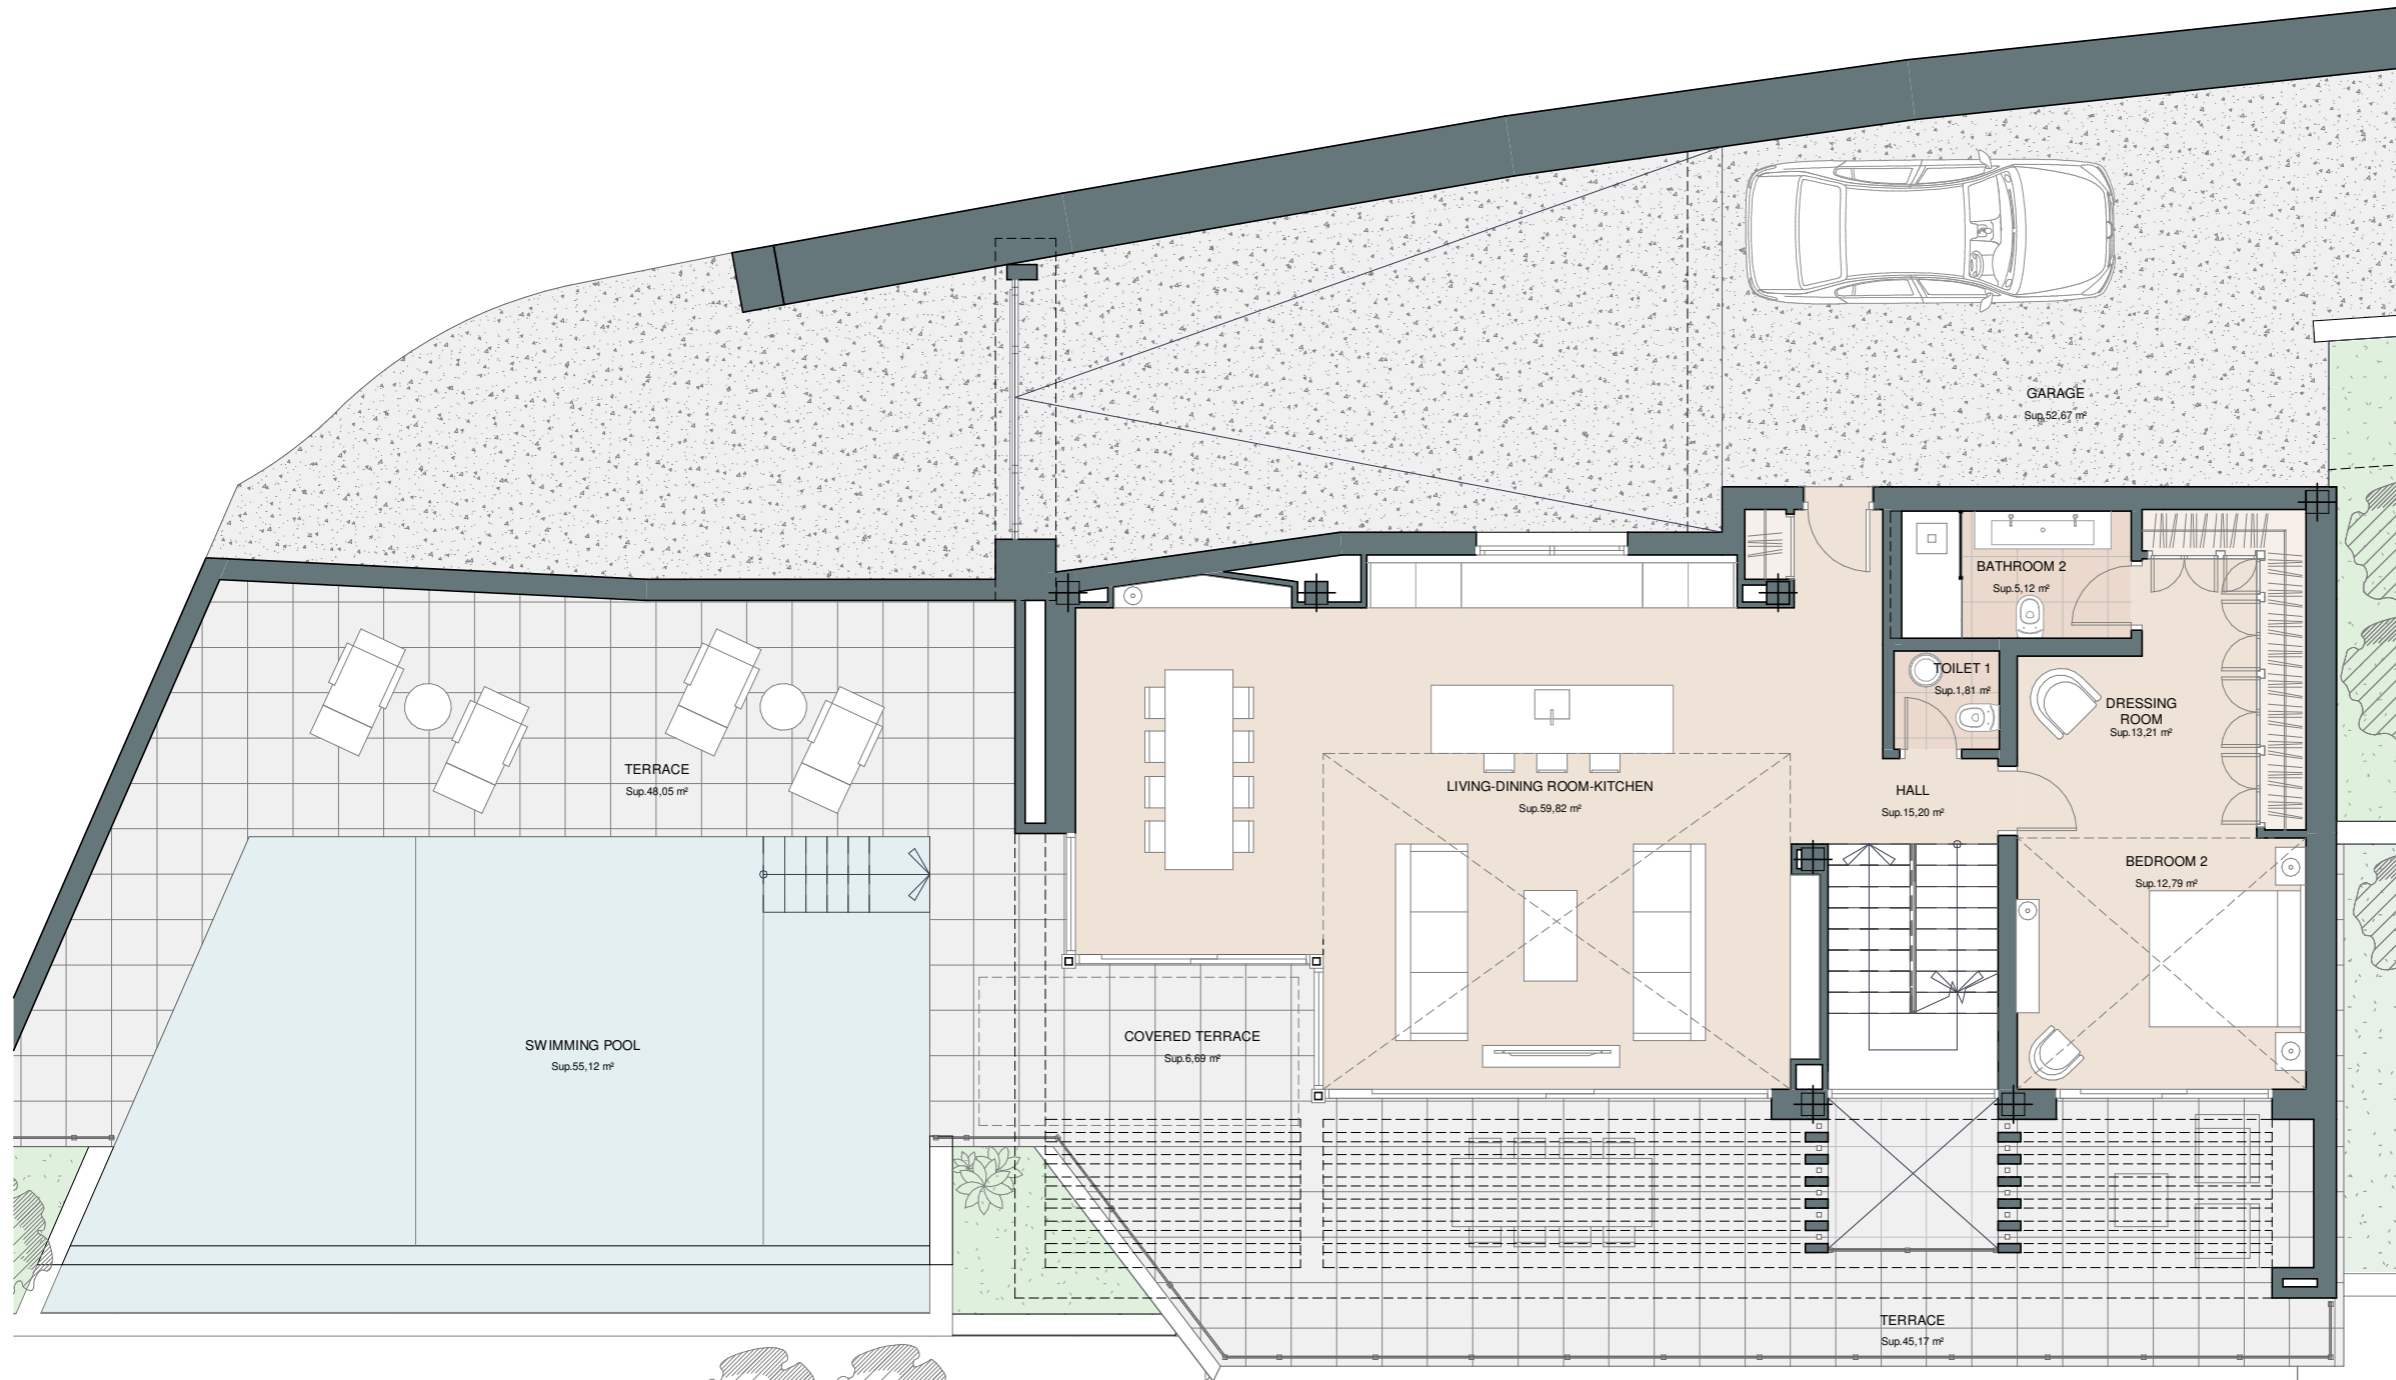 GARAGE
Sup.52,67 m²
BATHROOM 2
Sup.5,12 m²
TOILET 1
Sup.1,81 m²
DRESSING
ROOM
Sup.13,21 m²
TERRACE
Sup.48,05 m²
LIVING-DINING ROOM-KITCHEN
Sup.59,82 m²
HALL
Sup.15,20 m²
BEDROOM 2
Sup.12,79 m²
SWIMMING POOL
Sup.55,12 m²
COVERED TERRACE
Sup.6,69 m²
TERRACE
Sup.45,17 m²